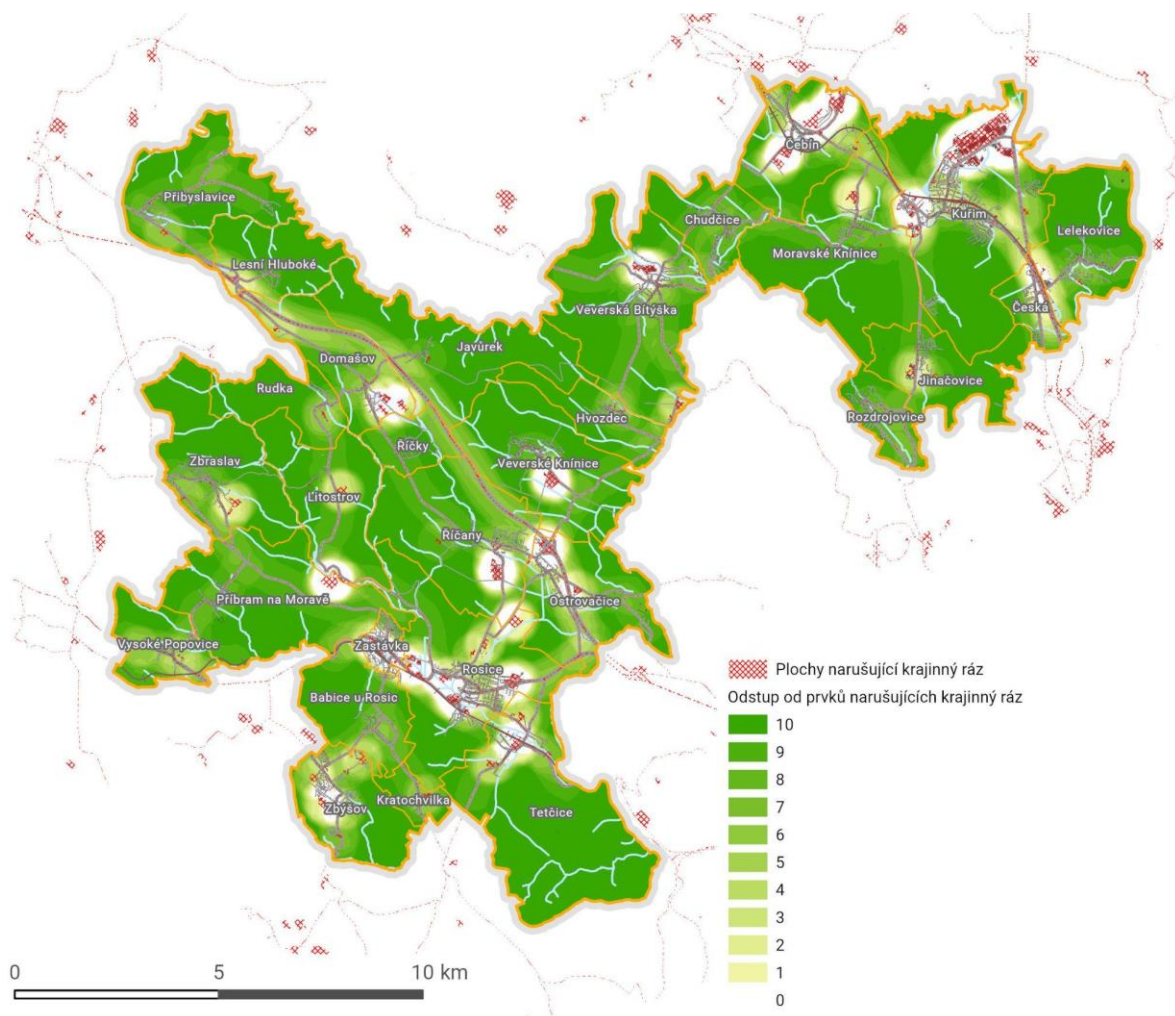 Čebín
Přibyslavice
Kuřim
Chudčice
Lelekovice
Moravské Knínice
Lesní Hluboké
Česká
Veverská Bítýška
Javůrek
Domašov
Jinačovice
Rudka
Hvozdec
Rozdrojovice
Říčky
Zbraslav
Veverské Knínice
Litostrov
Říčany
Příbram na Moravě
Ostrovačice
Vysoké Popovice
Zastávka
Rosice
Babice u Rosic
Zbýšov
Kratochvilka
Tetčice
Plochy narušující krajinný ráz
Odstup od prvků narušujících krajinný ráz
10
9
8
7
6
5
4
3
2
1
0
0 5 10 km